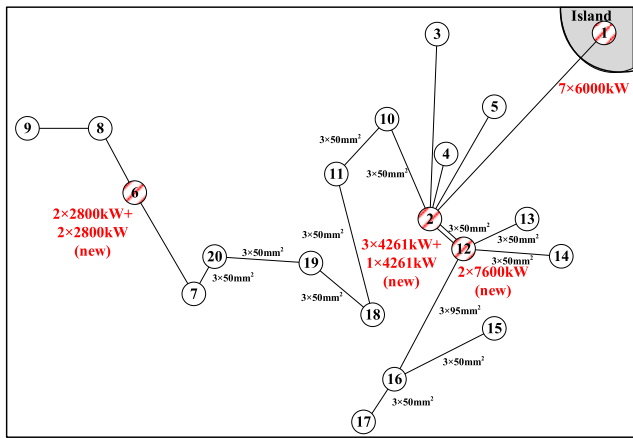 Island
1
3
7×6000kW
5
10
9
8
3×50mm²
4
11
3×50mm²
6
2×2800kW+
2×2800kW
(new)
2
13
3×50mm²
3×50mm²
3×4261kW+
1×4261kW
(new)
12
3×50mm²
14
3×50mm²
20
3×50mm²
19
2×7600kW
(new)
3×50mm²
7
3×50mm²
18
3×95mm²
15
3×50mm²
16
3×50mm²
17